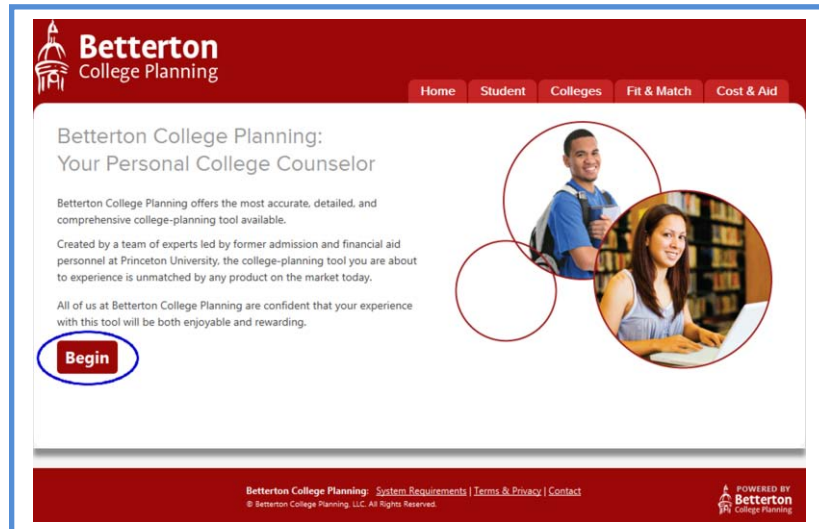 Betterton
College Planning
Home Student Colleges Fit & Match Cost & Aid
Betterton College Planning:
Your Personal College Counselor
Betterton College Planning offers the most accurate, detailed, and
comprehensive college-planning tool available.
Created by a team of experts led by former admission and financial aid
personnel at Princeton University, the college-planning tool you are about
to experience is unmatched by any product on the market today.
All of us at Betterton College Planning are confident that your experience
with this tool will be both enjoyable and rewarding.
Begin
Betterton College Planning: System Requirements | Terms & Privacy | Contact
© Betterton College Planning, LLC. All Rights Reserved.
POWERED BY
Betterton
College Planning